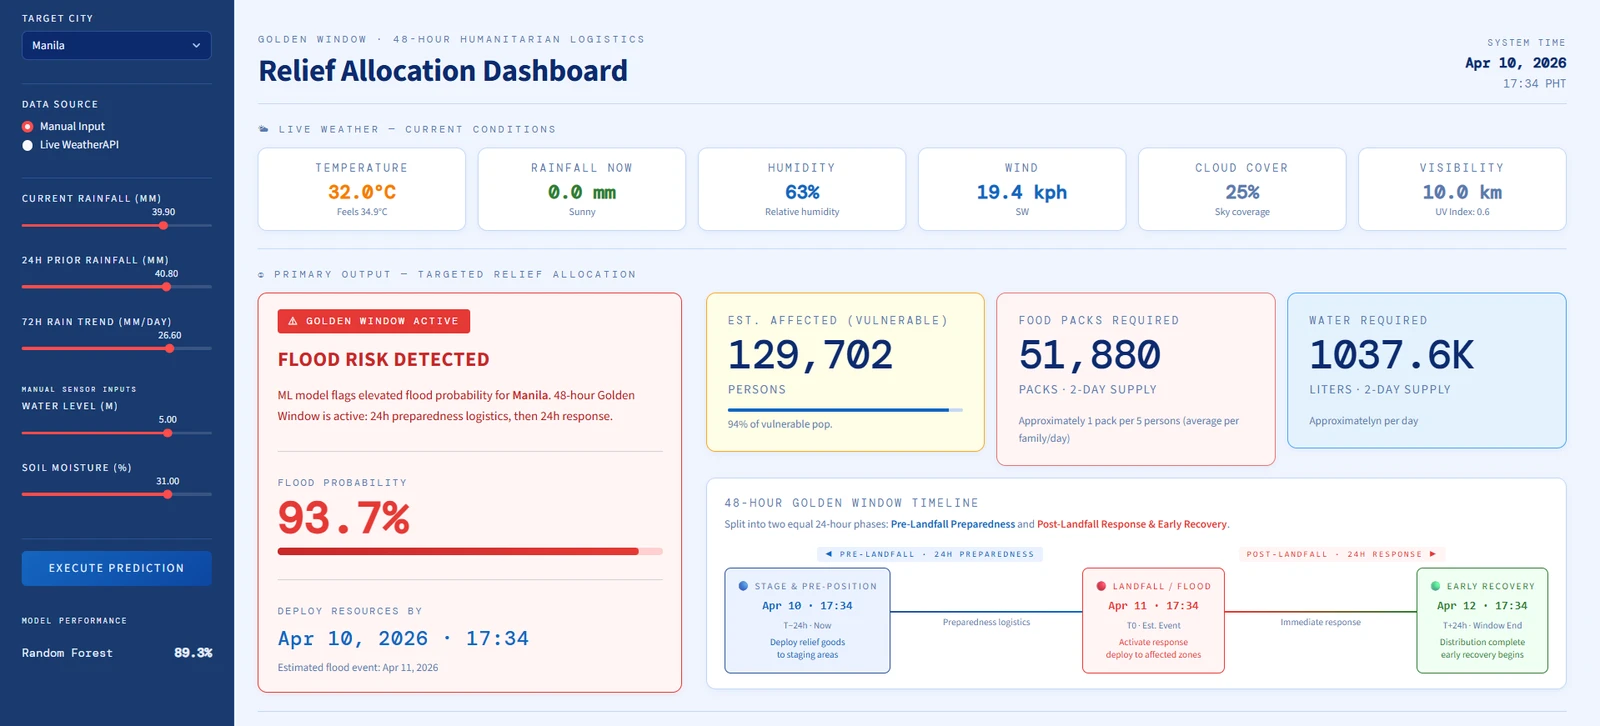 TARGET CITY
Manila
DATA SOURCE
Manual Input
Live WeatherAPI
CURRENT RAINFALL (MM)
39.90
24H PRIOR RAINFALL (MM)
40.80
72H RAIN TREND (MM/DAY)
26.60
MANUAL SENSOR INPUTS
WATER LEVEL (M)
5.00
SOIL MOISTURE (%)
31.00
EXECUTE PREDICTION
MODEL PERFORMANCE
Random Forest 89.3%
GOLDEN WINDOW · 48-HOUR HUMANITARIAN LOGISTICS
Relief Allocation Dashboard
SYSTEM TIME
Apr 10, 2026
17:34 PHT
LIVE WEATHER — CURRENT CONDITIONS
TEMPERATURE
32.0°C
Feels 34.9°C
RAINFALL NOW
0.0 mm
Sunny
HUMIDITY
63%
Relative humidity
WIND
19.4 kph
SW
CLOUD COVER
25%
Sky coverage
VISIBILITY
10.0 km
UV Index: 0.6
PRIMARY OUTPUT — TARGETED RELIEF ALLOCATION
⚠ GOLDEN WINDOW ACTIVE
FLOOD RISK DETECTED
ML model flags elevated flood probability for Manila. 48-hour Golden
Window is active: 24h preparedness logistics, then 24h response.
FLOOD PROBABILITY
93.7%
DEPLOY RESOURCES BY
Apr 10, 2026 · 17:34
Estimated flood event: Apr 11, 2026
EST. AFFECTED (VULNERABLE)
129,702
PERSONS
94% of vulnerable pop.
FOOD PACKS REQUIRED
51,880
PACKS · 2-DAY SUPPLY
Approximately 1 pack per 5 persons (average per
family/day)
WATER REQUIRED
1037.6K
LITERS · 2-DAY SUPPLY
Approximatelyn per day
48-HOUR GOLDEN WINDOW TIMELINE
Split into two equal 24-hour phases: Pre-Landfall Preparedness and Post-Landfall Response & Early Recovery.
◄ PRE-LANDFALL · 24H PREPAREDNESS
POST-LANDFALL · 24H RESPONSE ►
STAGE & PRE-POSITION
Apr 10 · 17:34
T−24h · Now
Deploy relief goods
to staging areas
Preparedness logistics
LANDFALL / FLOOD
Apr 11 · 17:34
T0 · Est. Event
Activate response
deploy to affected zones
Immediate response
EARLY RECOVERY
Apr 12 · 17:34
T+24h · Window End
Distribution complete
early recovery begins